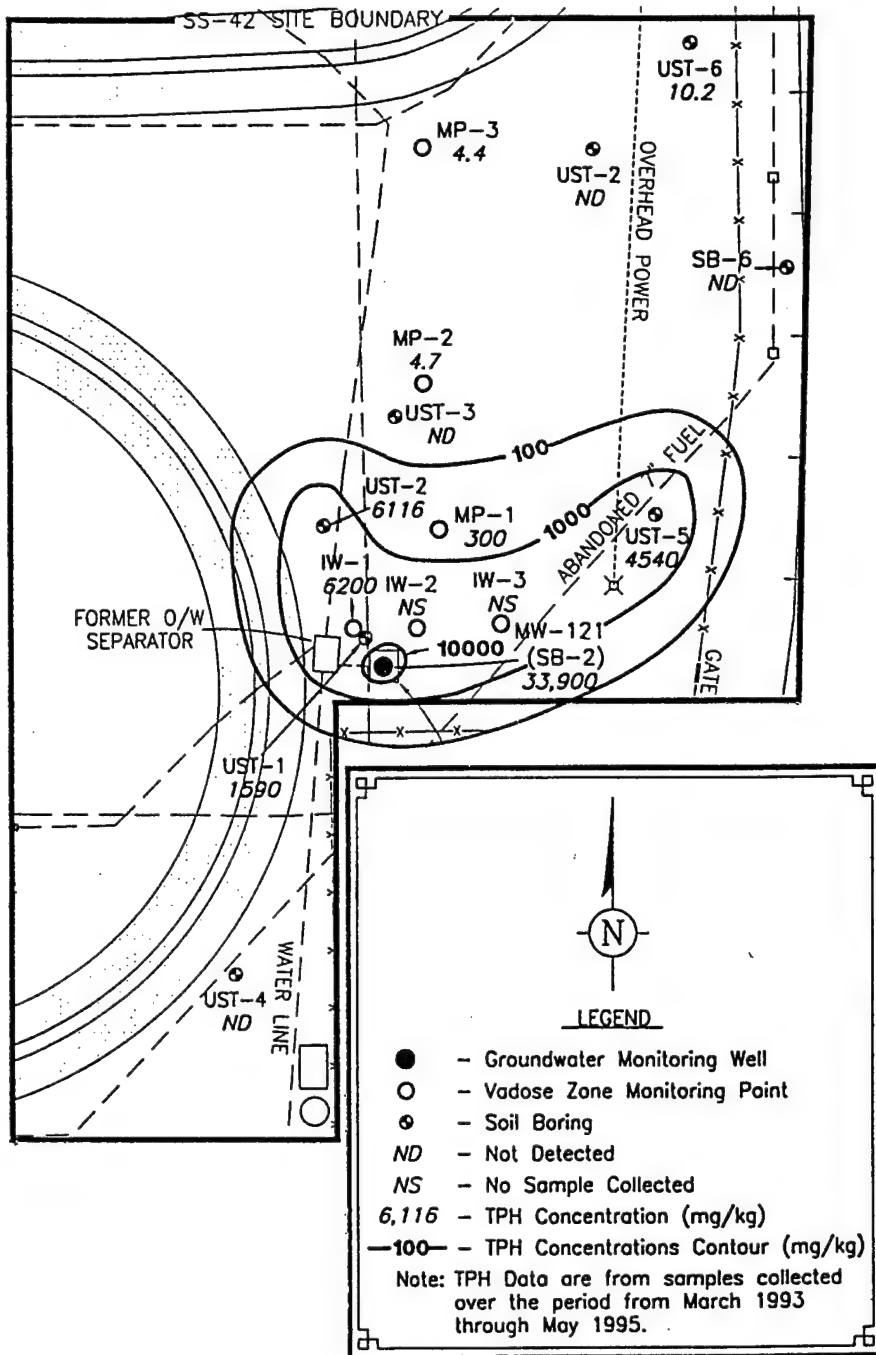 SS-42 SITE BOUNDARY
UST-6
10.2
MP-3
4.4
UST-2
ND
OVERHEAD POWER
SB-6
ND
MP-2
4.7
UST-3
ND
100
UST-2
6116
MP-1
300
1000
ABANDONED 7" FUEL
UST-5
4540
IW-1
6200
IW-2
NS
IW-3
NS
FORMER O/W
SEPARATOR
10000
MW-121
(SB-2)
33,900
GATE
UST-1
1590
UST-4
ND
WATER LINE
N
LEGEND
- Groundwater Monitoring Well
- Vadose Zone Monitoring Point
- Soil Boring
ND - Not Detected
NS - No Sample Collected
6,116 - TPH Concentration (mg/kg)
—100— - TPH Concentrations Contour (mg/kg)
Note: TPH Data are from samples collected
over the period from March 1993
through May 1995.